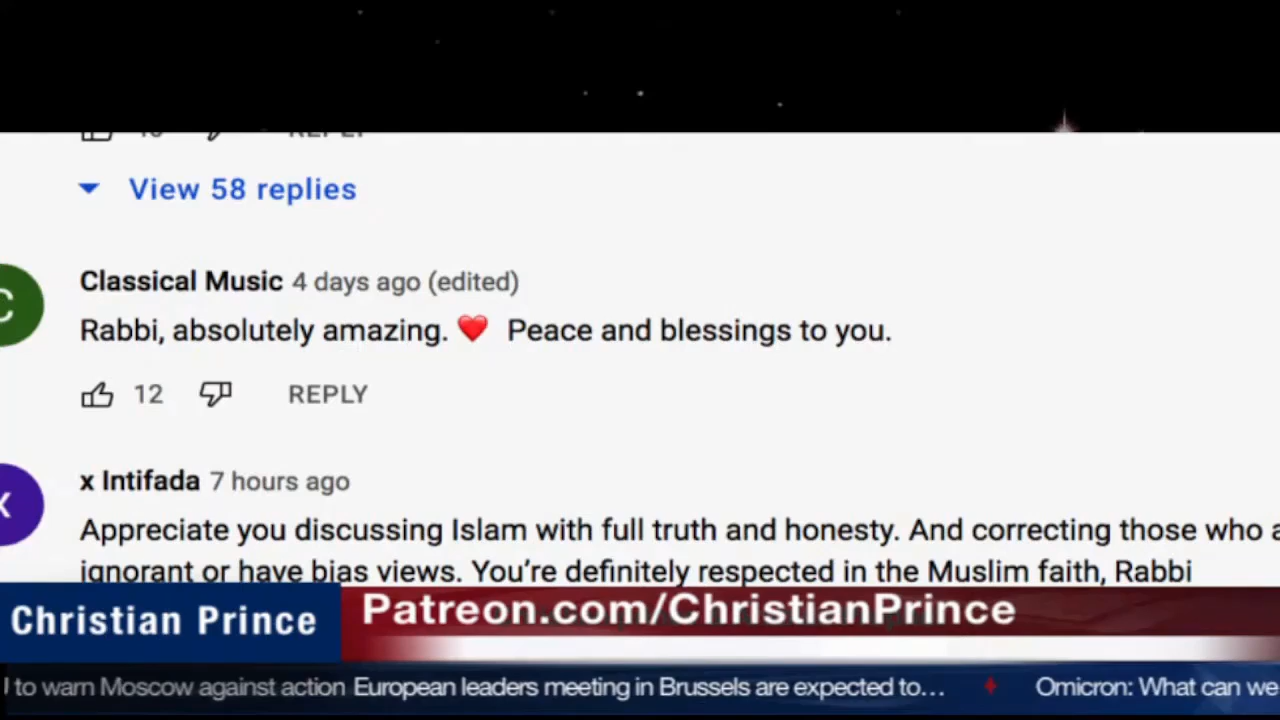 View 58 replies
C
Classical Music 4 days ago (edited)
Rabbi, absolutely amazing. ❤️ Peace and blessings to you.
12 REPLY
x Intifada 7 hours ago
Appreciate you discussing Islam with full truth and honesty. And correcting those who a
ignorant or have bias views. You're definitely respected in the Muslim faith, Rabbi
Christian Prince
Patreon.com/ChristianPrince
to warn Moscow against action European leaders meeting in Brussels are expected to… Omicron: What can we